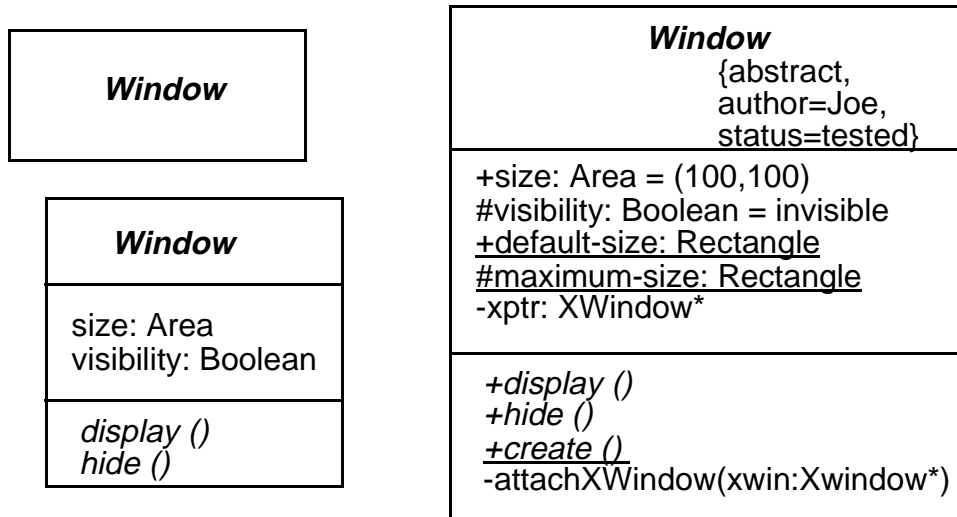 Window
Window
size: Area
visibility: Boolean
display ()
hide ()
Window
{abstract,
author=Joe,
status=tested}
+size: Area = (100,100)
#visibility: Boolean = invisible
+default-size: Rectangle
#maximum-size: Rectangle
-xptr: XWindow*
+display ()
+hide ()
+create ()
-attachXWindow(xwin:Xwindow*)